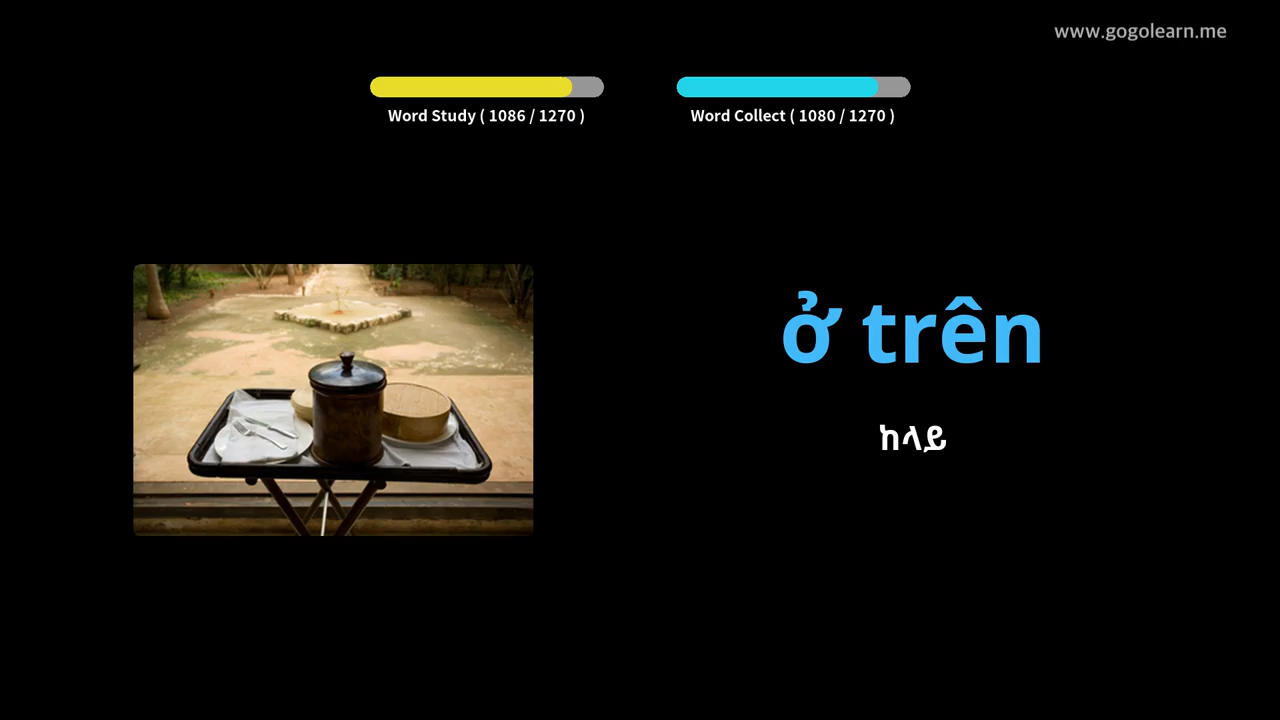 www.gogolearn.me
Word Study ( 1086 / 1270 )
Word Collect ( 1080 / 1270 )
ở trên
ከላይ